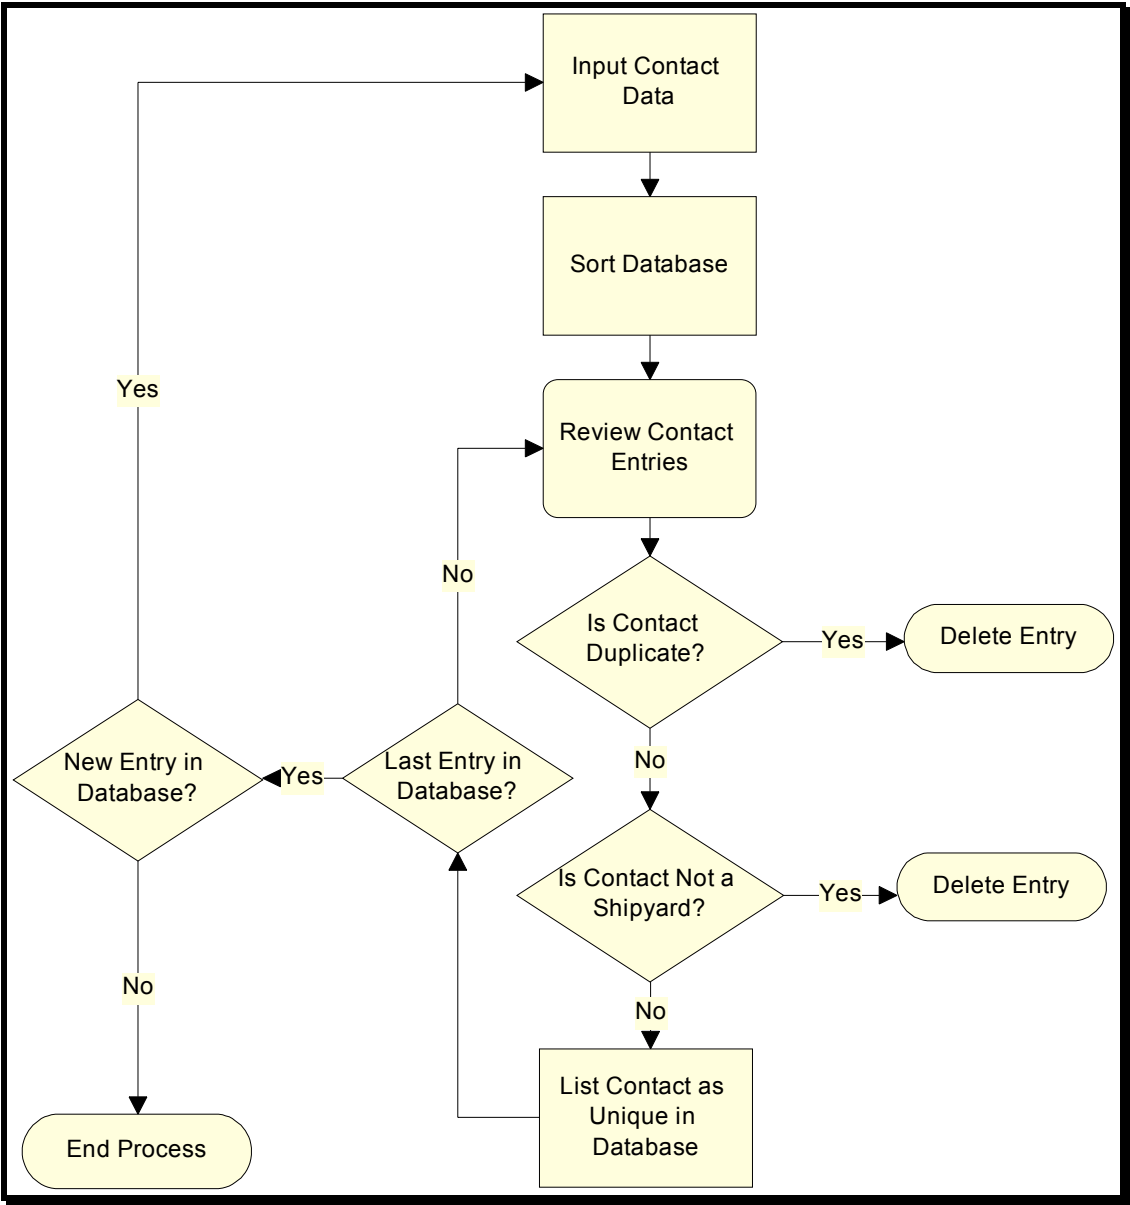 Input Contact
Data
Sort Database
Yes
Review Contact
Entries
No
Is Contact
Duplicate?
Yes
Delete Entry
New Entry in
Database?
Yes
Last Entry in
Database?
No
Is Contact Not a
Shipyard?
Yes
Delete Entry
No
No
List Contact as
Unique in
Database
End Process